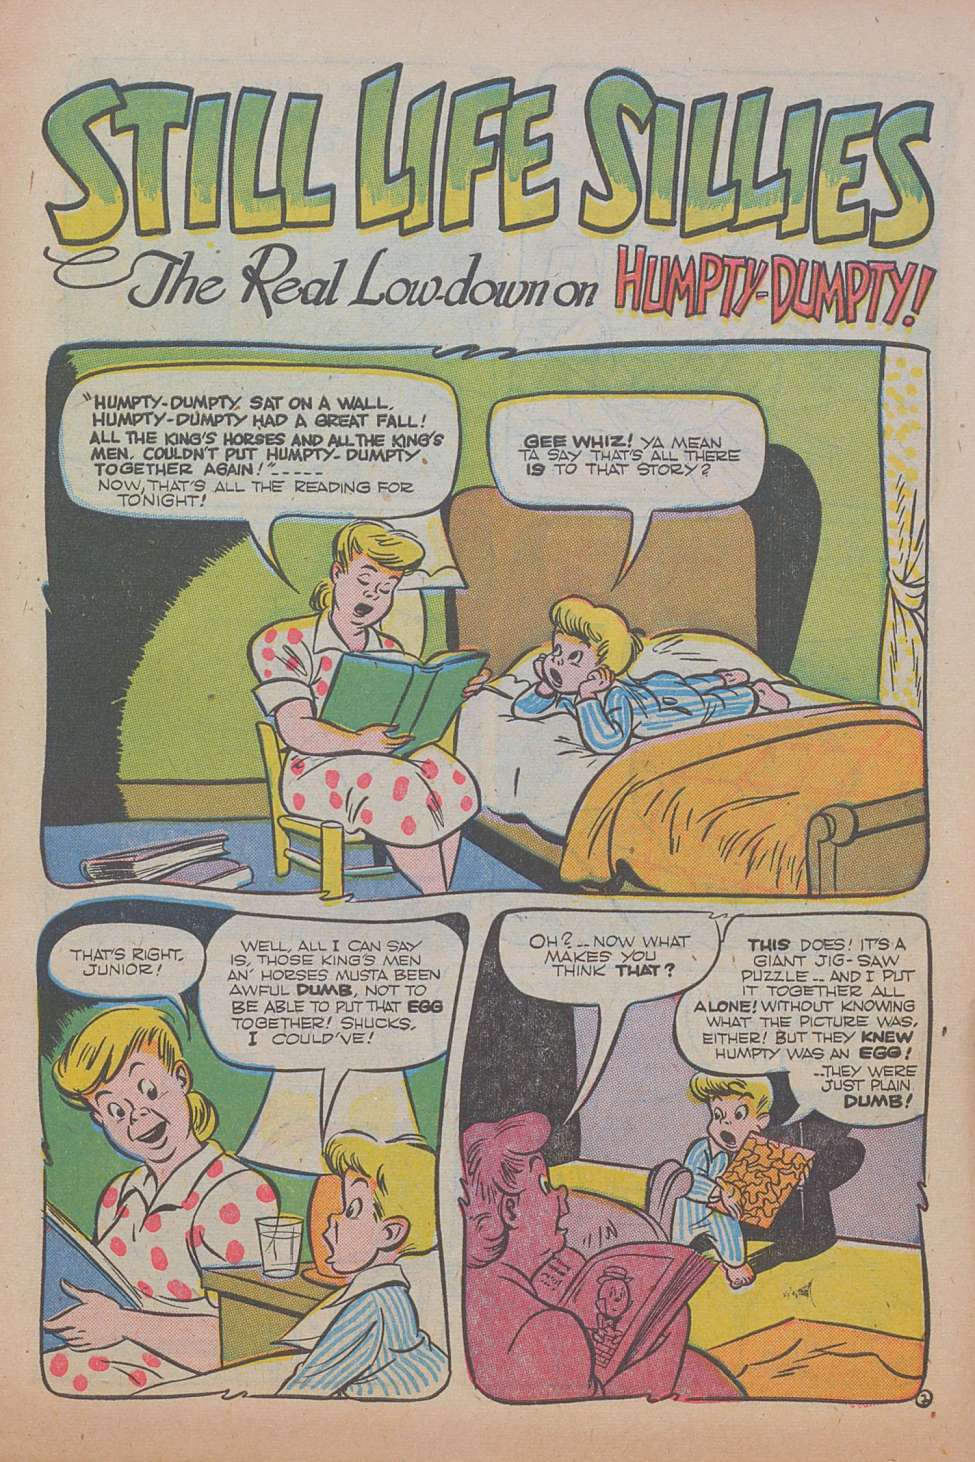 STILL LIFE SILLIES
The Real Low-down on HUMPTY-DUMPTY!
"HUMPTY-DUMPTY SAT ON A WALL,
HUMPTY-DUMPTY HAD A GREAT FALL!
ALL THE KING'S HORSES AND ALL THE KING'S
MEN, COULDN'T PUT HUMPTY-DUMPTY
TOGETHER AGAIN!"-----
NOW, THAT'S ALL THE READING FOR
TONIGHT!
GEE WHIZ! YA MEAN
TA SAY THAT'S ALL THERE
IS TO THAT STORY?
THAT'S RIGHT,
JUNIOR!
WELL, ALL I CAN SAY
IS, THOSE KING'S MEN
AN' HORSES MUSTA BEEN
AWFUL DUMB, NOT TO
BE ABLE TO PUT THAT EGG
TOGETHER! SHUCKS,
I COULD'VE!
OH?--NOW WHAT
MAKES YOU
THINK THAT?
THIS DOES! IT'S A
GIANT JIG-SAW
PUZZLE -- AND I PUT
IT TOGETHER ALL
ALONE! WITHOUT KNOWING
WHAT THE PICTURE WAS,
EITHER! BUT THEY KNEW
HUMPTY WAS AN EGG!
--THEY WERE
JUST PLAIN
DUMB!